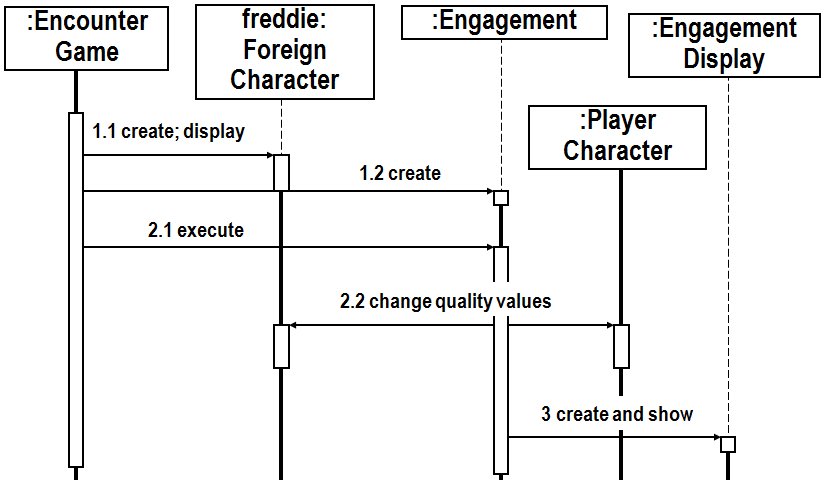 :Encounter
Game
freddie:
Foreign
Character
:Engagement
:Engagement
Display
:Player
Character
1.1 create; display
1.2 create
2.1 execute
2.2 change quality values
3 create and show